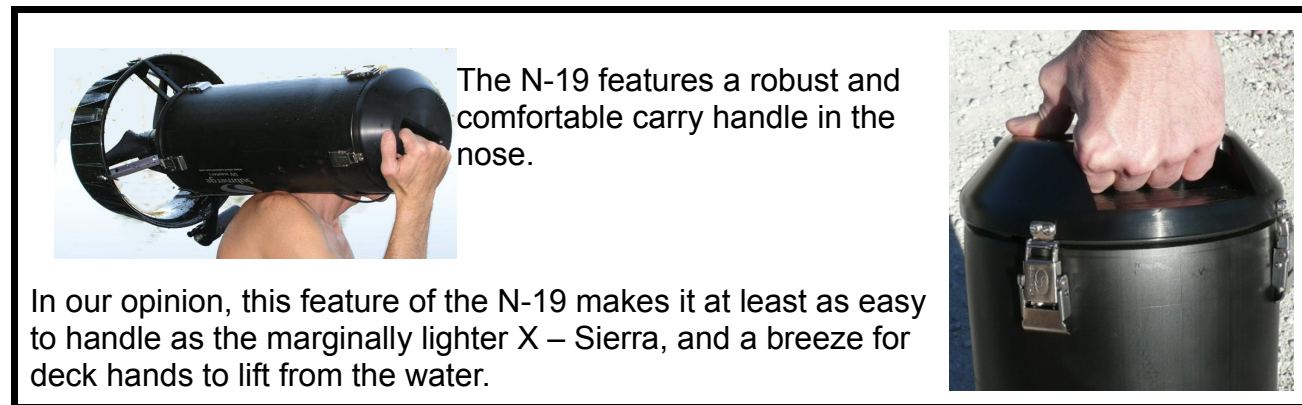 The N-19 features a robust and
comfortable carry handle in the
nose.
In our opinion, this feature of the N-19 makes it at least as easy
to handle as the marginally lighter X – Sierra, and a breeze for
deck hands to lift from the water.